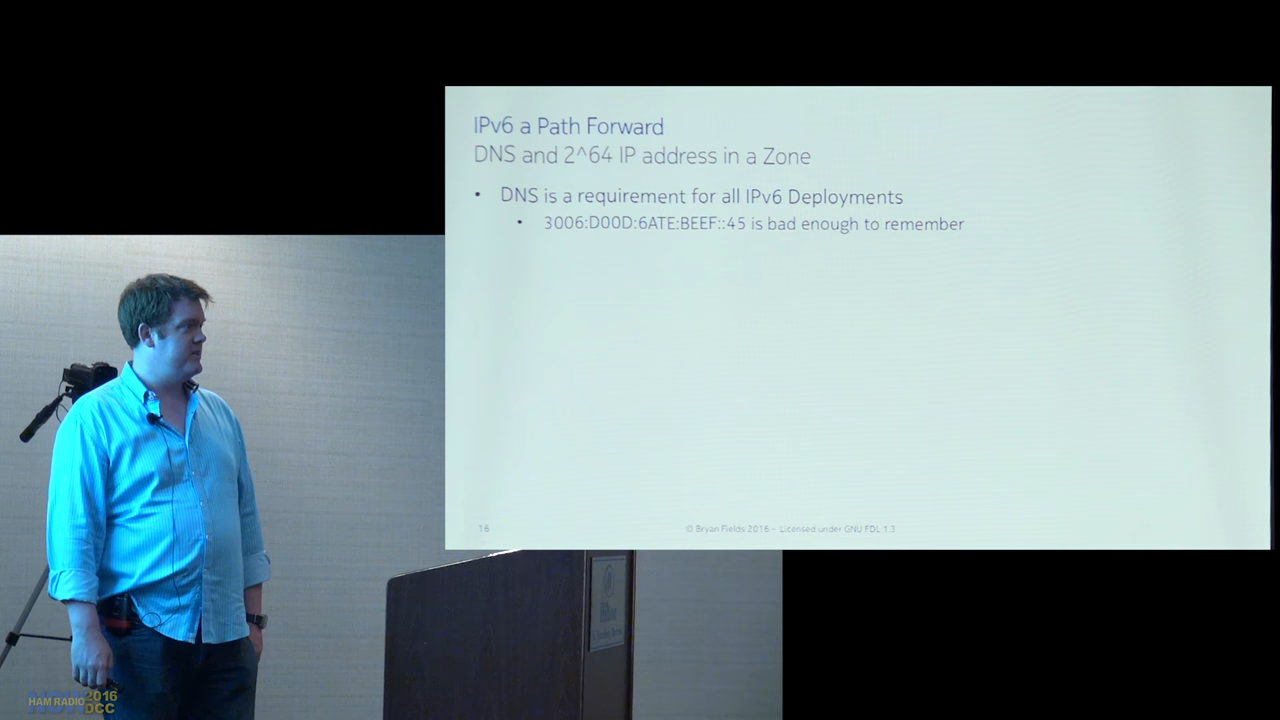 IPv6 a Path Forward
DNS and 2^64 IP address in a Zone
• DNS is a requirement for all IPv6 Deployments
• 3006:D00D:6ATE:BEEF::45 is bad enough to remember
16
© Bryan Fields 2016 - Licensed under GNU FDL 1.3
HAM RADIO 2016
DCC